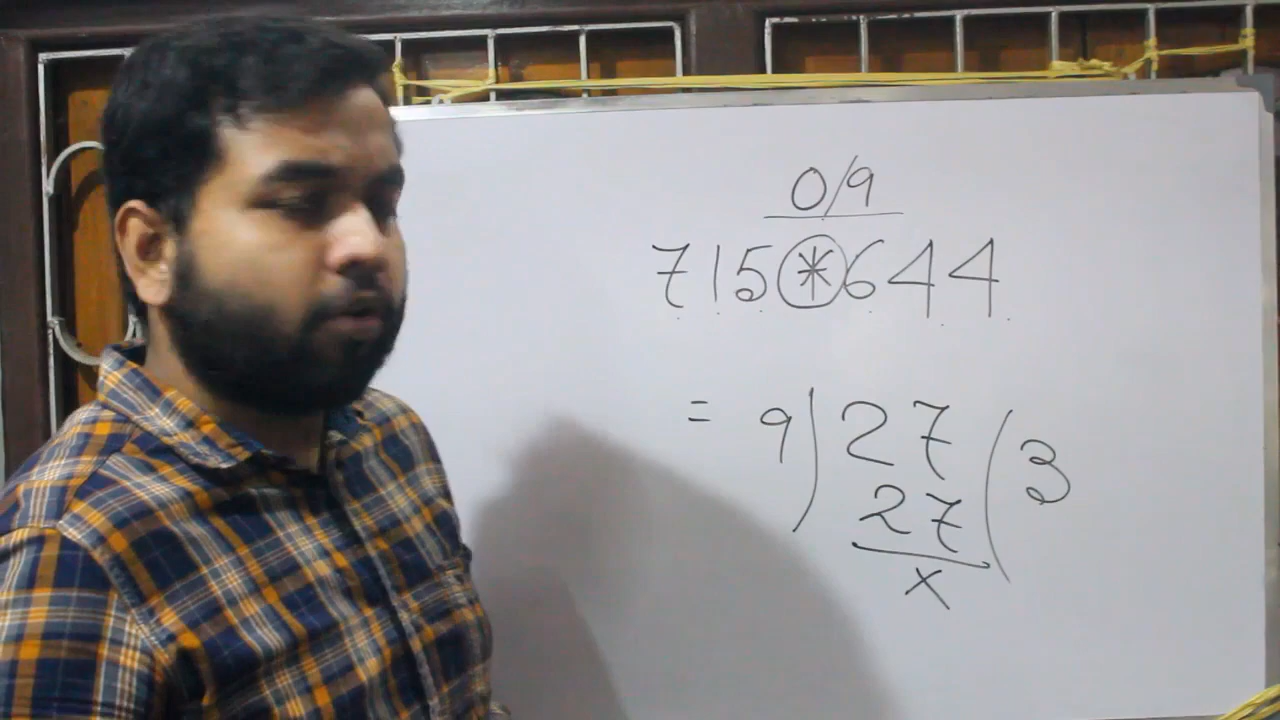 0/9
715*644
= 9) 27 (3
27
x